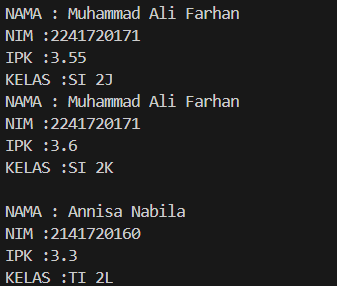 NAMA : Muhammad Ali Farhan
NIM :2241720171
IPK :3.55
KELAS :SI 2J
NAMA : Muhammad Ali Farhan
NIM :2241720171
IPK :3.6
KELAS :SI 2K
NAMA : Annisa Nabila
NIM :2141720160
IPK :3.3
KELAS :TI 2L